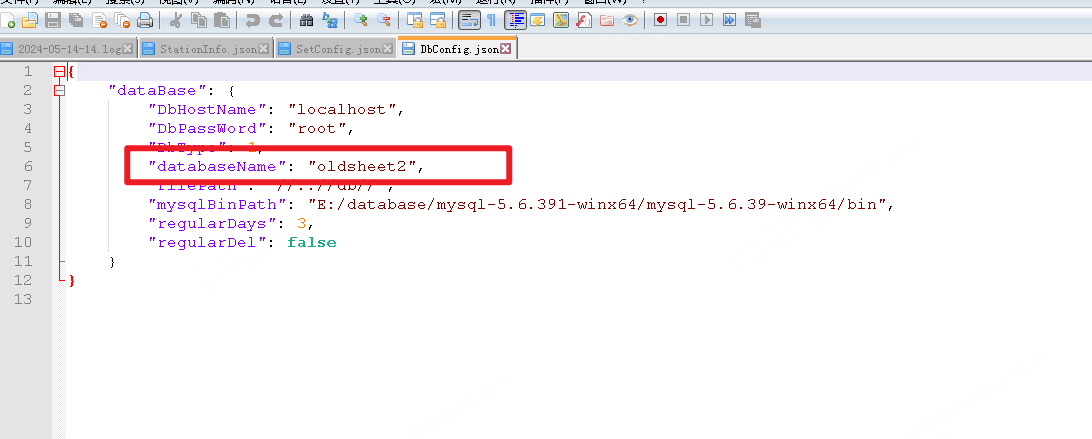 2024-05-14-14.log
StationInfo.json
SetConfig.json
DbConfig.json
1 {
2 "dataBase": {
3 "DbHostName": "localhost",
4 "DbPassWord": "root",
5 "DbType": 1,
6 "databaseName": "oldsheet2",
7 "filePath": "//..//db//",
8 "mysqlBinPath": "E:/database/mysql-5.6.391-winx64/mysql-5.6.39-winx64/bin",
9 "regularDays": 3,
10 "regularDel": false
11 }
12 }
13